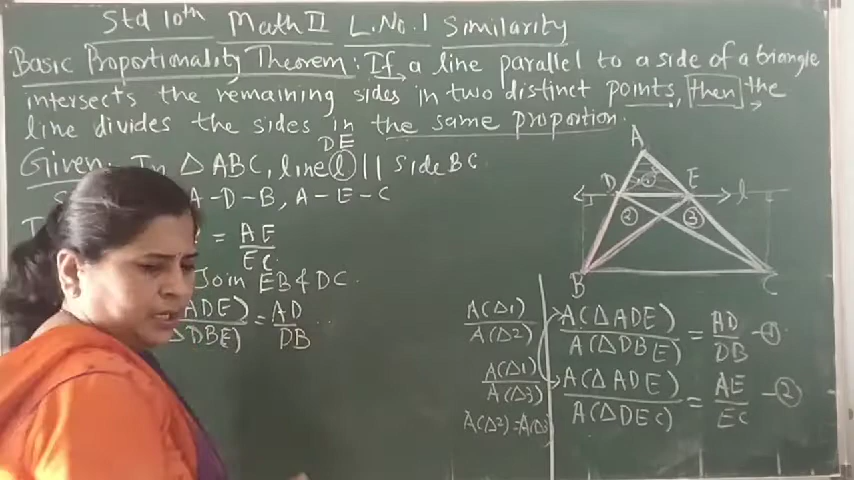 Std 10th Math II L.No.1 Similarity
Basic Proportionality Theorem: If a line parallel to a side of a triangle
intersects the remaining sides in two distinct points, then the
line divides the sides in the same proportion.
DE
Given: In △ABC, line l || side BC
A-D-B, A-E-C
= AE/EC
Join EB & DC.
ADE)/△DBE) = AD/DB
A
D E l
1
2 3
B C
A(△1)/A(△2)
A(△ADE)/A(△DBE) = AD/DB -①
A(△1)/A(△3)
A(△ADE)/A(△DEC) = AE/EC -②
A(△2)=A(△3)